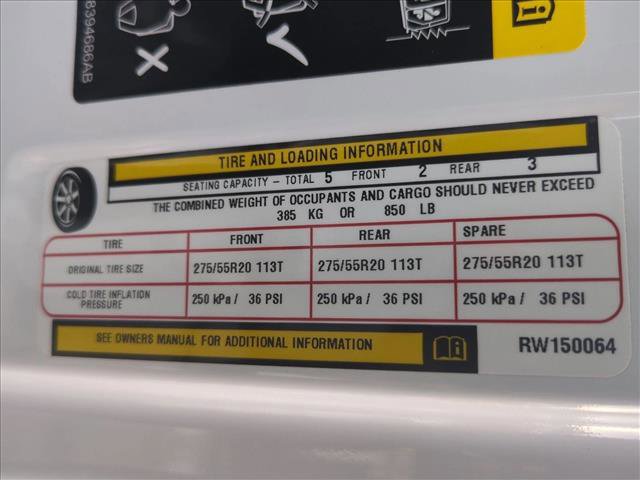 68394686AB
TIRE AND LOADING INFORMATION
SEATING CAPACITY - TOTAL 5 FRONT 2 REAR 3
THE COMBINED WEIGHT OF OCCUPANTS AND CARGO SHOULD NEVER EXCEED
385 KG OR 850 LB
TIRE FRONT REAR SPARE
ORIGINAL TIRE SIZE 275/55R20 113T 275/55R20 113T 275/55R20 113T
COLD TIRE INFLATION PRESSURE 250 kPa / 36 PSI 250 kPa / 36 PSI 250 kPa / 36 PSI
SEE OWNERS MANUAL FOR ADDITIONAL INFORMATION
RW150064